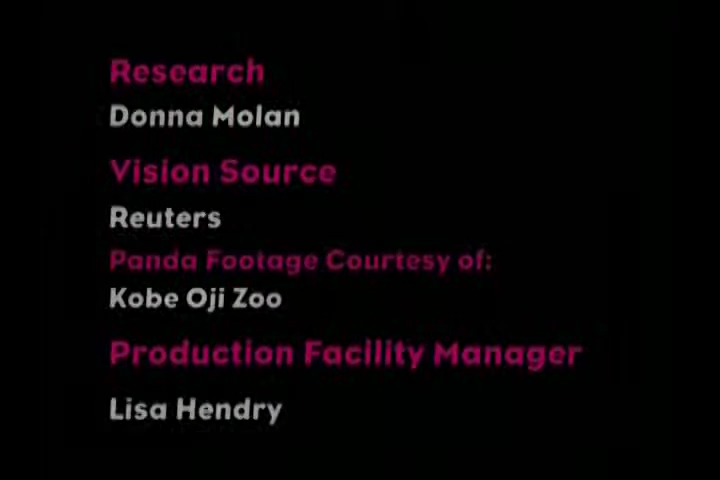 Research
Donna Molan
Vision Source
Reuters
Panda Footage Courtesy of:
Kobe Oji Zoo
Production Facility Manager
Lisa Hendry